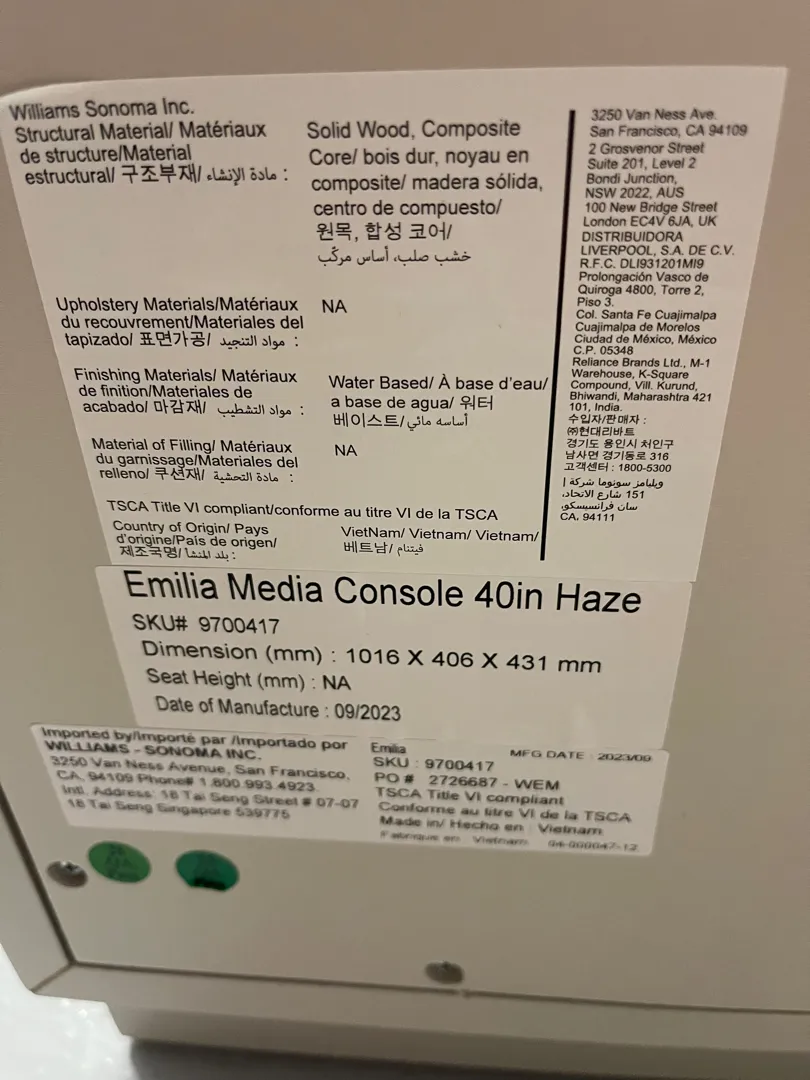 Williams Sonoma Inc.
Structural Material/ Matériaux
de structure/Material
estructural/ 구조부재/ مادة الإنشاء :
Solid Wood, Composite
Core/ bois dur, noyau en
composite/ madera sólida,
centro de compuesto/
원목, 합성 코어/
خشب صلب، أساس مركّب
Upholstery Materials/Matériaux
du recouvrement/Materiales del
tapizado/ 표면가공/ مواد التنجيد :
NA
Finishing Materials/ Matériaux
de finition/Materiales de
acabado/ 마감재/ مواد التشطيب :
Water Based/ À base d'eau/
a base de agua/ 워터
베이스트/ أساسه مائي
Material of Filling/ Matériaux
du garnissage/Materiales del
relleno/ 쿠션재/ مادة التحشية :
NA
TSCA Title VI compliant/conforme au titre VI de la TSCA
Country of Origin/ Pays
d'origine/País de origen/
제조국명/ بلد المنشأ :
VietNam/ Vietnam/ Vietnam/
베트남/ فيتنام
3250 Van Ness Ave.
San Francisco, CA 94109
2 Grosvenor Street
Suite 201, Level 2
Bondi Junction,
NSW 2022, AUS
100 New Bridge Street
London EC4V 6JA, UK
DISTRIBUIDORA
LIVERPOOL, S.A. DE C.V.
R.F.C. DLI931201MI9
Prolongación Vasco de
Quiroga 4800, Torre 2,
Piso 3.
Col. Santa Fe Cuajimalpa
Cuajimalpa de Morelos
Ciudad de México, México
C.P. 05348
Reliance Brands Ltd., M-1
Warehouse, K-Square
Compound, Vill. Kurund,
Bhiwandi, Maharashtra 421
101, India.
수입자/판매자 :
㈜현대리바트
경기도 용인시 처인구
남사면 경기동로 316
고객센터 : 1800-5300
ويليامز سونوما شركة |
151 شارع الاتحاد،
سان فرانسيسكو،
CA, 94111
Emilia Media Console 40in Haze
SKU# 9700417
Dimension (mm) : 1016 X 406 X 431 mm
Seat Height (mm) : NA
Date of Manufacture : 09/2023
Imported by/Importé par /Importado por
WILLIAMS - SONOMA INC.
3250 Van Ness Avenue, San Francisco,
CA, 94109 Phone# 1.800.993.4923.
Intl. Address: 18 Tai Seng Street # 07-07
18 Tai Seng Singapore 539775
Emilia
MFG DATE : 2023/09
SKU : 9700417
PO # 2726687 - WEM
TSCA Title VI compliant
Conforme au titre VI de la TSCA
Made in/ Hecho en : Vietnam
Fabriqué en : Vietnam 04-000047-12